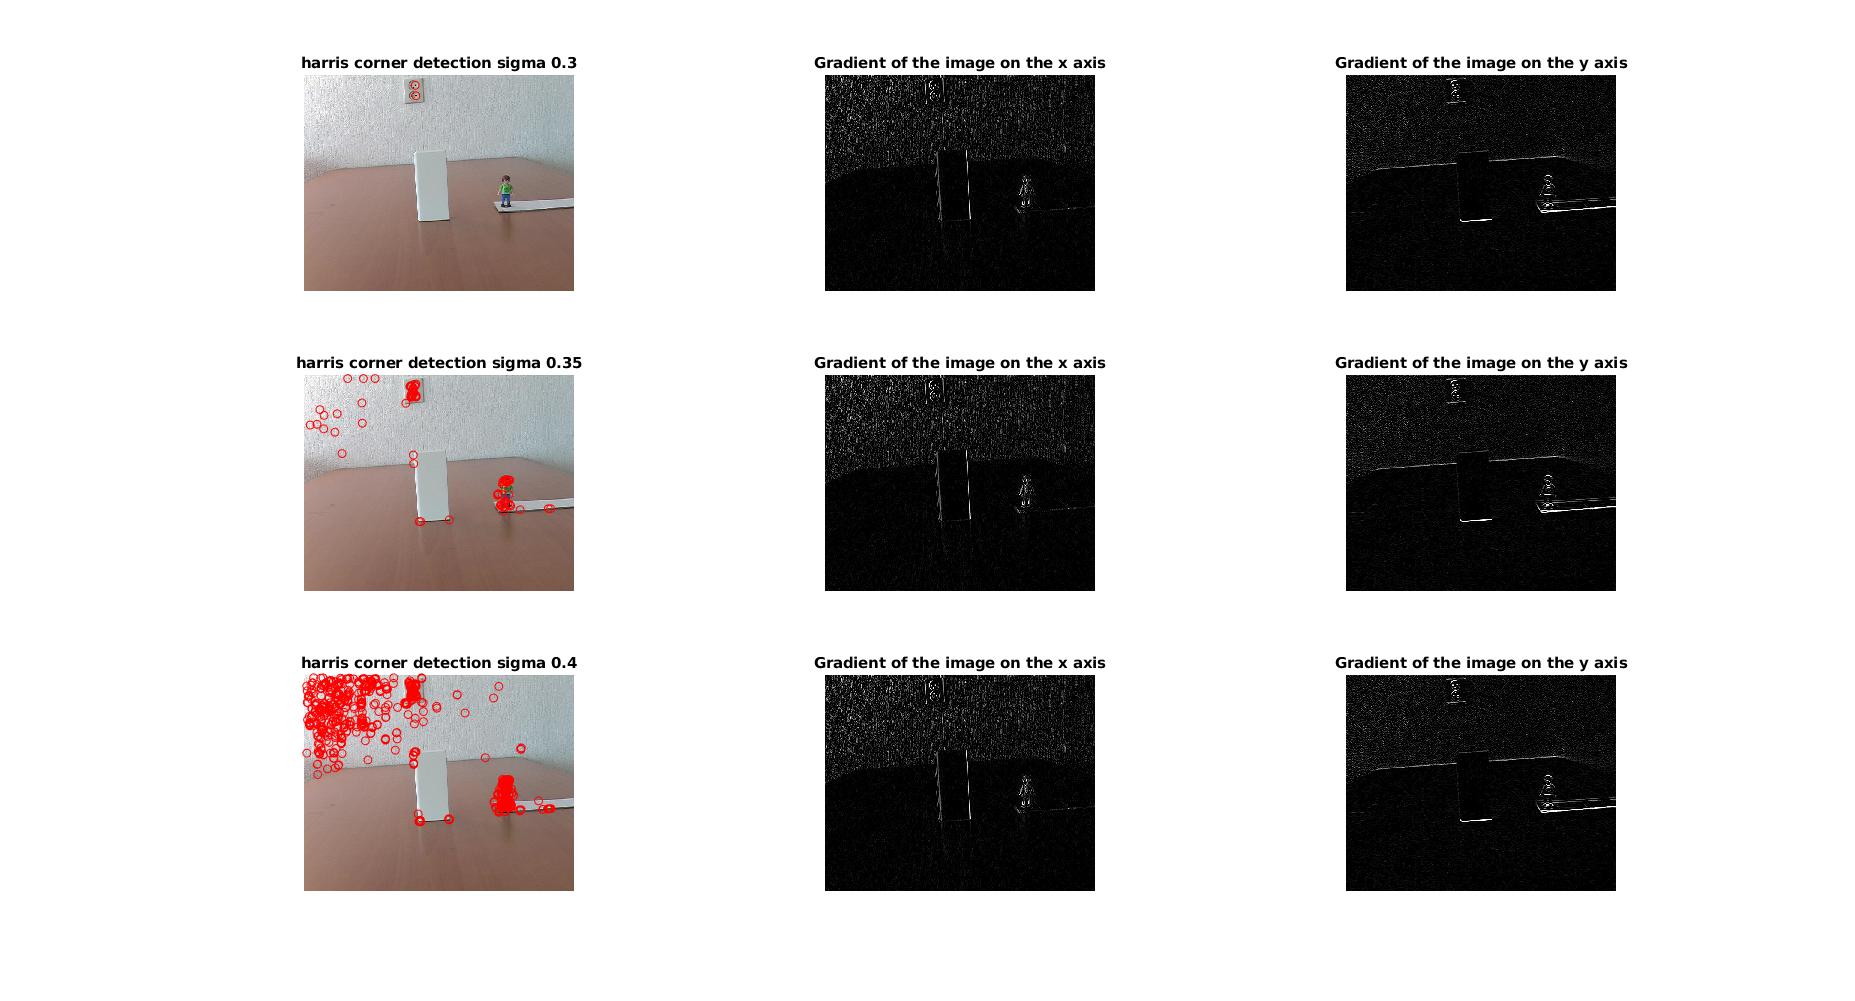 harris corner detection sigma 0.3
Gradient of the image on the x axis
Gradient of the image on the y axis
harris corner detection sigma 0.35
Gradient of the image on the x axis
Gradient of the image on the y axis
harris corner detection sigma 0.4
Gradient of the image on the x axis
Gradient of the image on the y axis